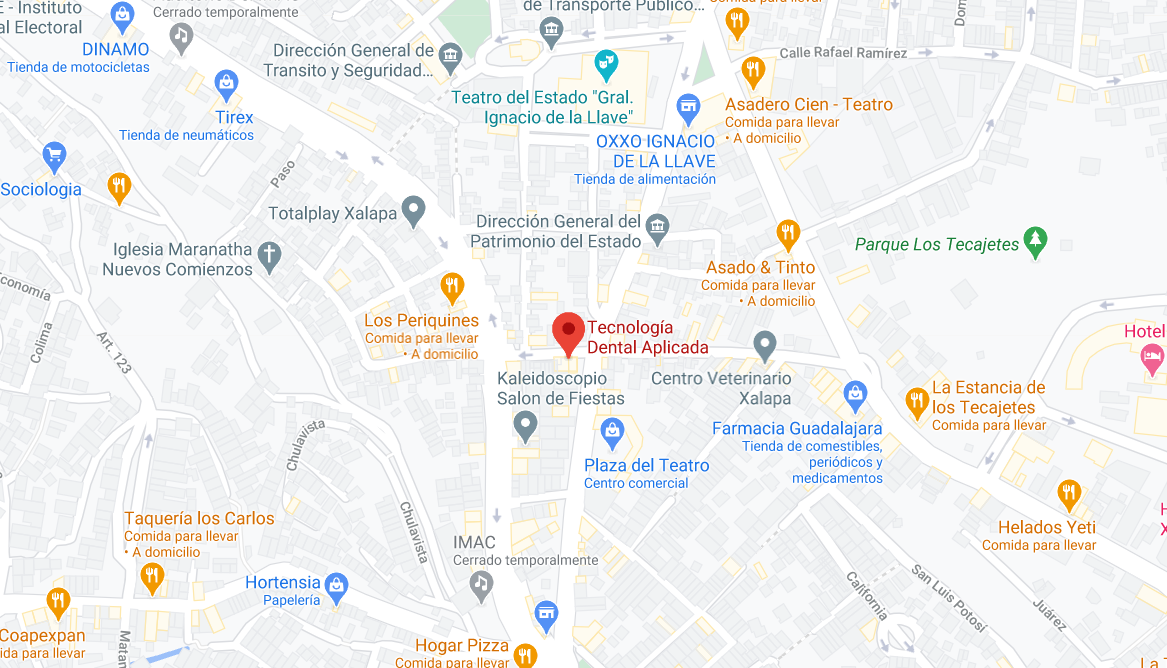 E - Instituto
al Electoral
Cerrado temporalmente
de Transporte Público...
Comida para llevar
DINAMO
Tienda de motocicletas
Dirección General de
Transito y Seguridad...
Calle Rafael Ramírez
Teatro del Estado "Gral.
Ignacio de la Llave"
Asadero Cien - Teatro
Comida para llevar
• A domicilio
Tirex
Tienda de neumáticos
OXXO IGNACIO
DE LA LLAVE
Tienda de alimentación
Sociologia
Paso
Totalplay Xalapa
Dirección General del
Patrimonio del Estado
Iglesia Maranatha
Nuevos Comienzos
Parque Los Tecajetes
Asado & Tinto
Comida para llevar
• A domicilio
conomía
Colima
Art. 123
Los Periquines
Comida para llevar
• A domicilio
Tecnología
Dental Aplicada
Hotel
Kaleidoscopio
Salon de Fiestas
Centro Veterinario
Xalapa
La Estancia de
los Tecajetes
Comida para llevar
Farmacia Guadalajara
Tienda de comestibles,
periódicos y
medicamentos
Chulavista
Plaza del Teatro
Centro comercial
Taquería los Carlos
Comida para llevar
• A domicilio
Chulavista
Helados Yeti
Comida para llevar
IMAC
Cerrado temporalmente
Hortensia
Papelería
California
San Luis Potosí
Juárez
Coapexpan
ida para llevar
Matan
Hogar Pizza
Comida para llevar
La